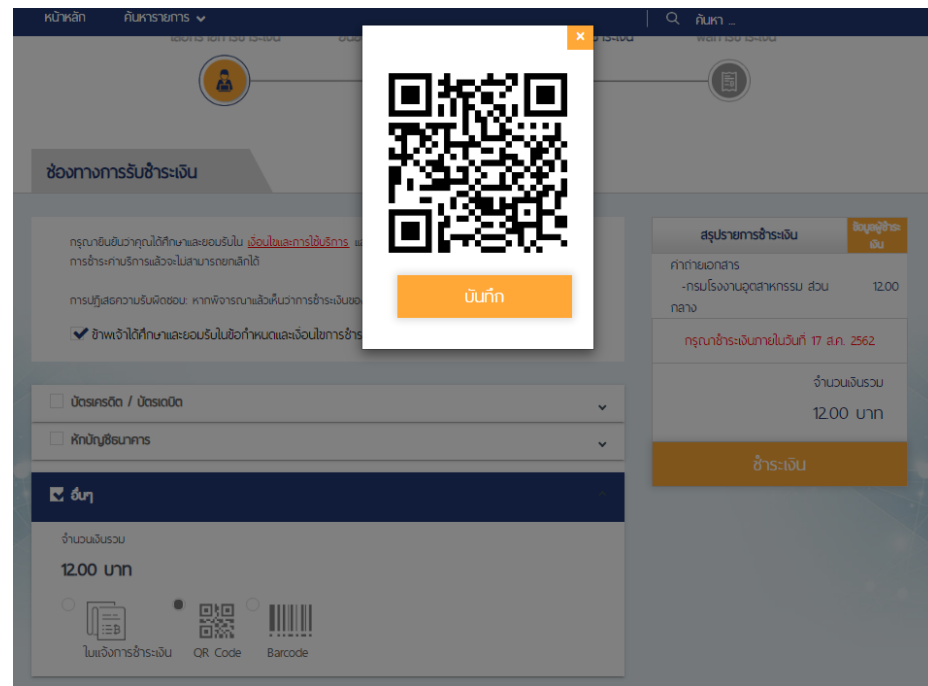 หน้าหลัก ค้นหารายการ
ค้นหา ...
ช่องทางการรับชำระเงิน
กรุณายืนยันว่าคุณได้ศึกษาและยอมรับใน เงื่อนไขและการใช้บริการ
การชำระค่าบริการแล้วจะไม่สามารถยกเลิกได้
การปฏิเสธความรับผิดชอบ: หากพิจารณาแล้วเห็นว่าการชำระเงินของ
ข้าพเจ้าได้ศึกษาและยอมรับในข้อกำหนดและเงื่อนไขการชำระ
บันทึก
บัตรเครดิต / บัตรเดบิต
หักบัญชีธนาคาร
อื่นๆ
จำนวนเงินรวม
12.00 บาท
ใบแจ้งการชำระเงิน QR Code Barcode
สรุปรายการชำระเงิน
ข้อมูลผู้ชำระ
เงิน
ค่าถ่ายเอกสาร
-กรมโรงงานอุตสาหกรรม ส่วน 12.00
กลาง
กรุณาชำระเงินภายในวันที่ 17 ส.ค. 2562
จำนวนเงินรวม
12.00 บาท
ชำระเงิน